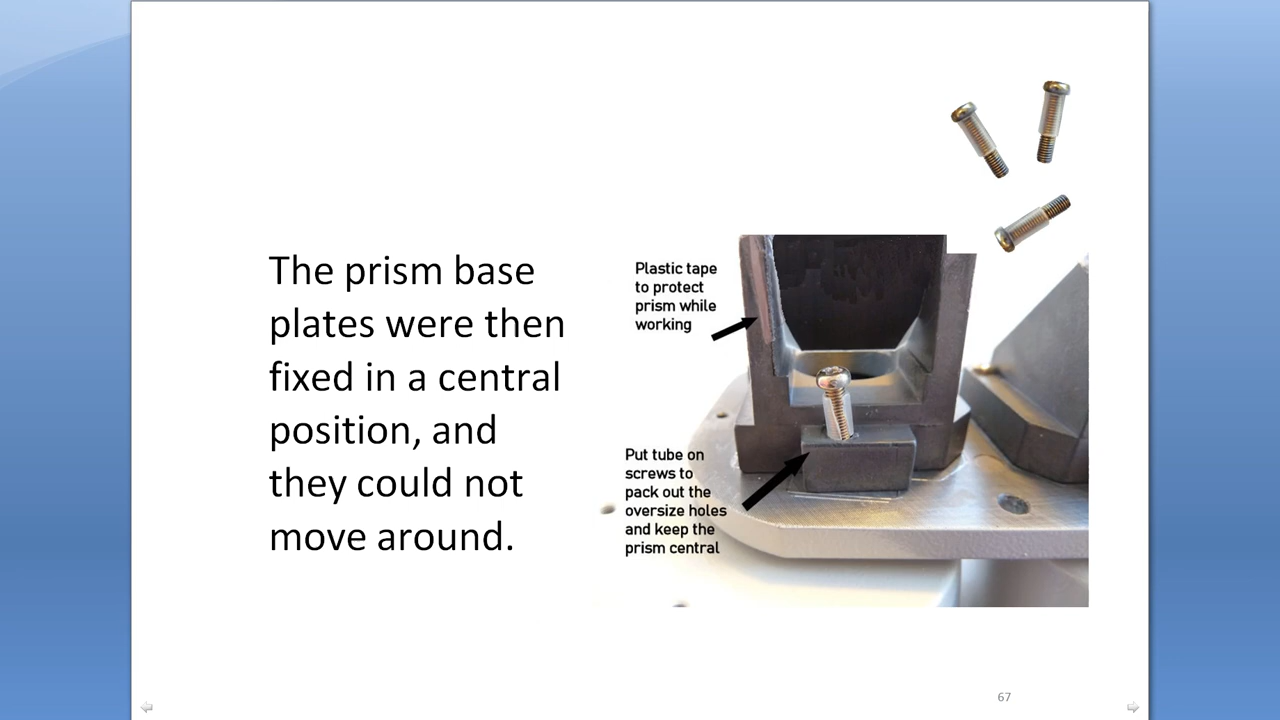 The prism base
plates were then
fixed in a central
position, and
they could not
move around.
Plastic tape
to protect
prism while
working
Put tube on
screws to
pack out the
oversize holes
and keep the
prism central
67